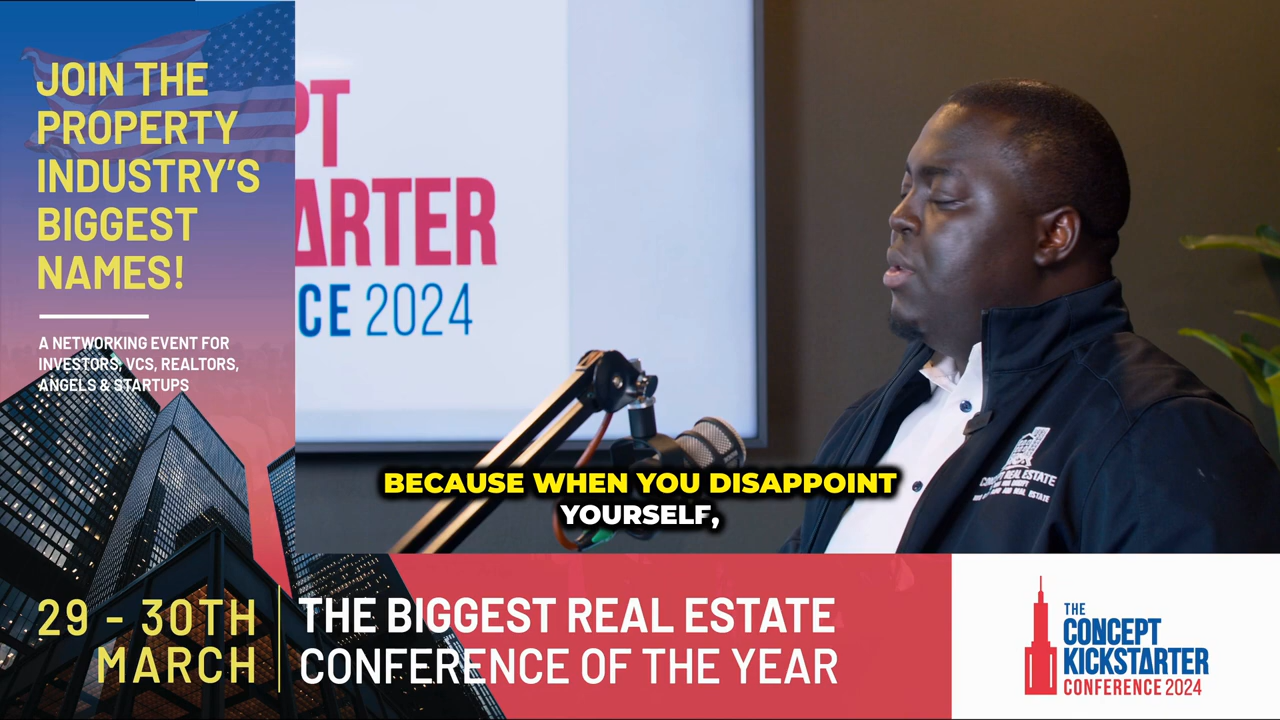 JOIN THE
PROPERTY
INDUSTRY'S
BIGGEST
NAMES!
A NETWORKING EVENT FOR
INVESTORS, VCS, REALTORS,
ANGELS & STARTUPS
PT
ARTER
CE 2024
REAL ESTATE
BECAUSE WHEN YOU DISAPPOINT
YOURSELF,
29 - 30TH
MARCH
THE BIGGEST REAL ESTATE
CONFERENCE OF THE YEAR
THE
CONCEPT
KICKSTARTER
CONFERENCE 2024